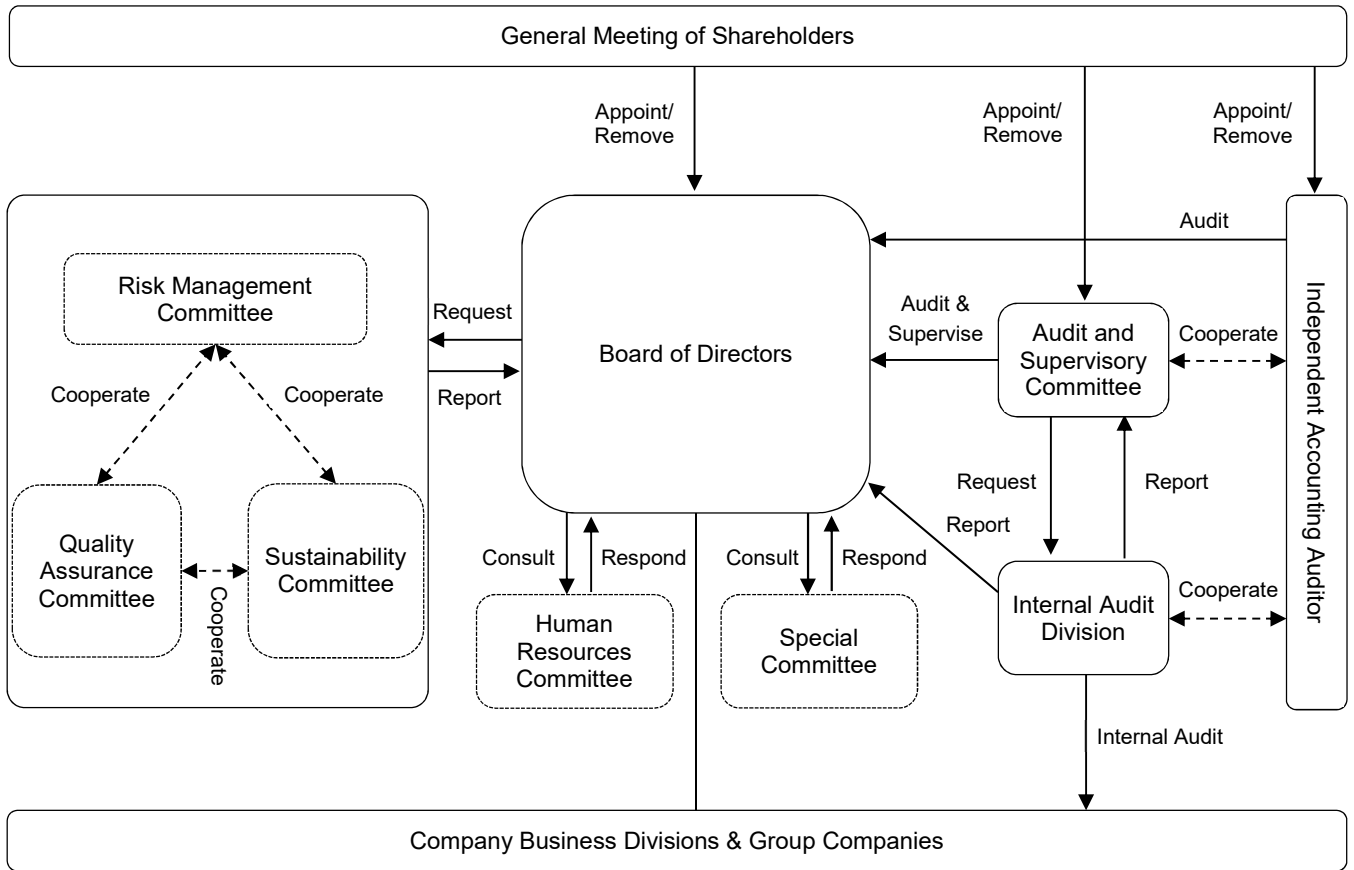 General Meeting of Shareholders
Appoint/
Remove
Appoint/
Remove
Appoint/
Remove
Audit
Risk Management
Committee
Request
Report
Cooperate
Cooperate
Quality
Assurance
Committee
Cooperate
Sustainability
Committee
Board of Directors
Audit &
Supervise
Audit and
Supervisory
Committee
Cooperate
Independent Accounting Auditor
Request
Report
Report
Consult
Respond
Consult
Respond
Human
Resources
Committee
Special
Committee
Internal Audit
Division
Cooperate
Internal Audit
Company Business Divisions & Group Companies